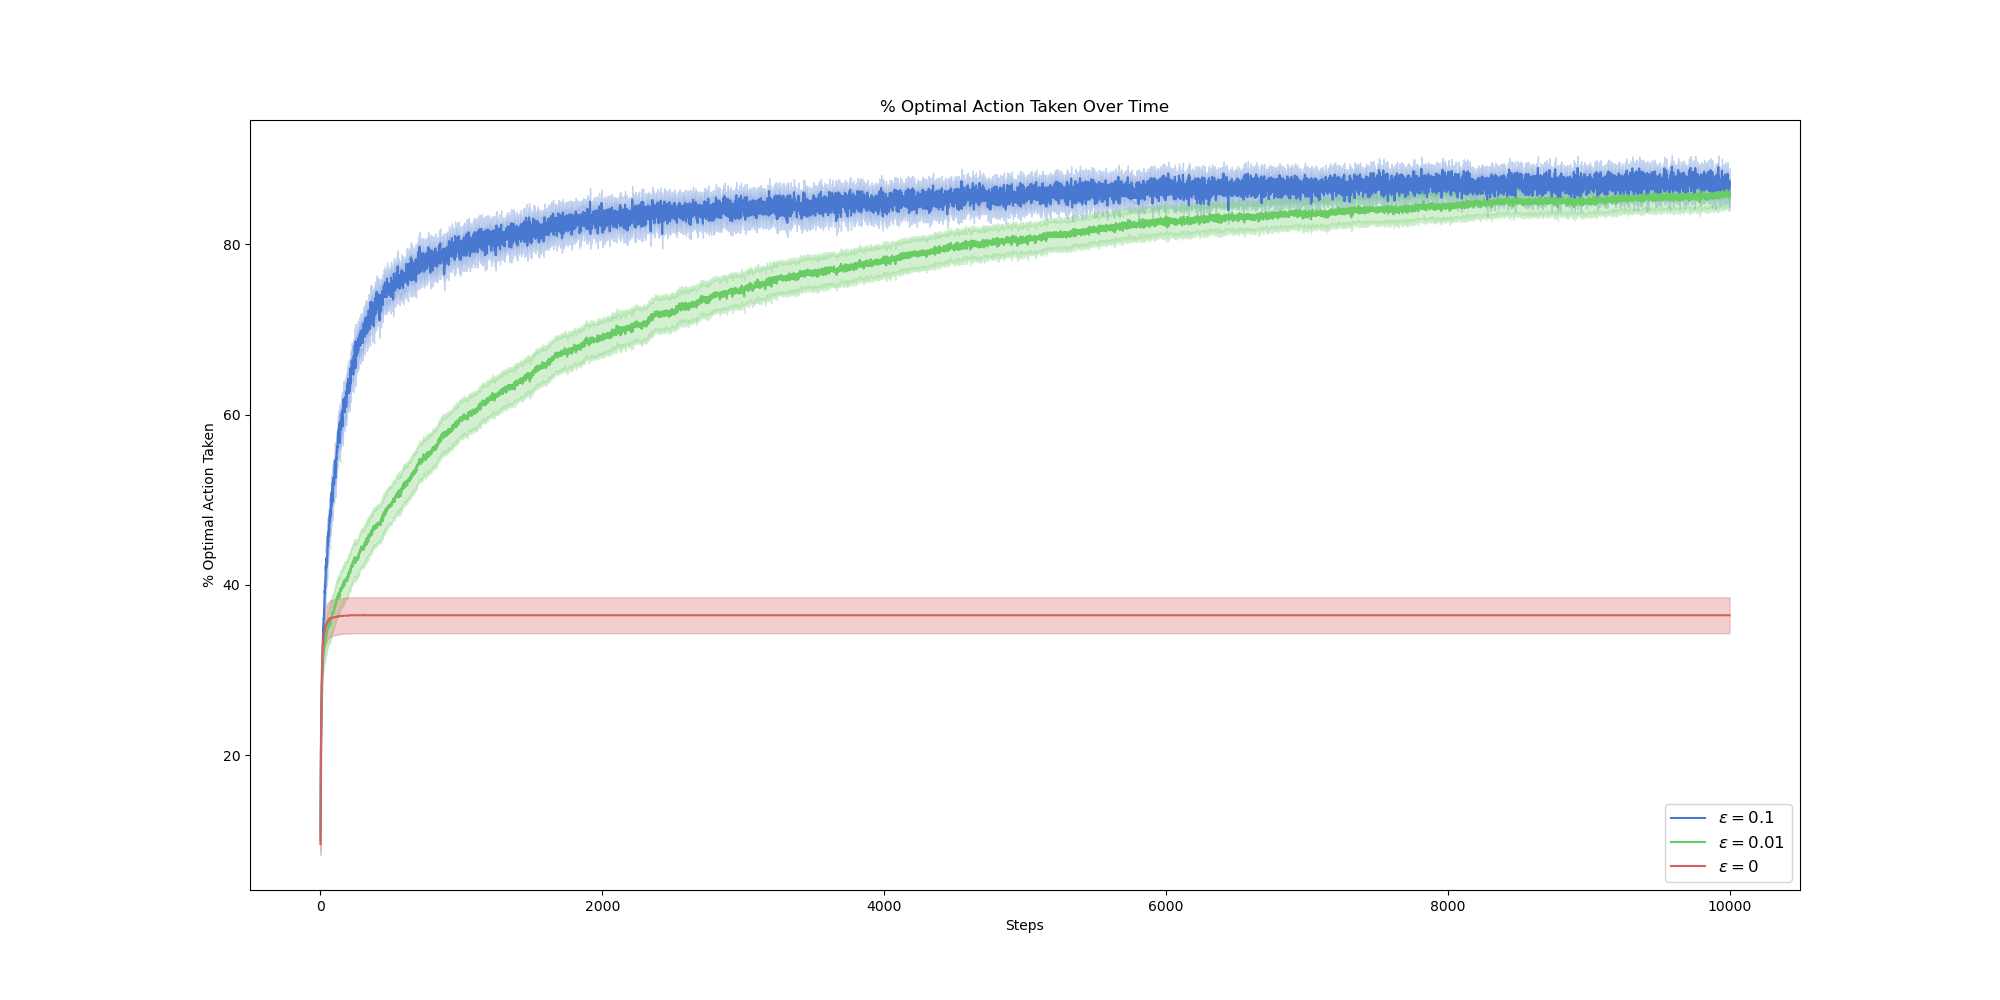 % Optimal Action Taken Over Time
% Optimal Action Taken
80
60
40
20
0 2000 4000 6000 8000 10000
Steps
ε = 0.1
ε = 0.01
ε = 0